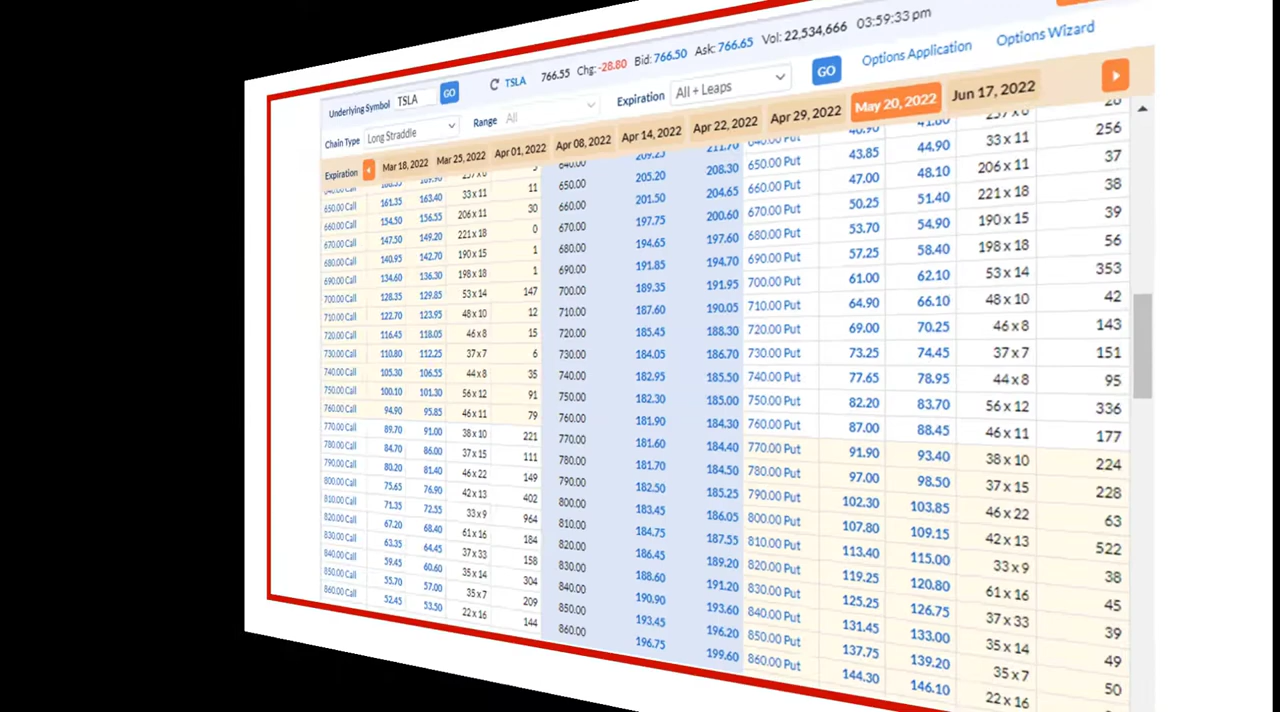 Underlying Symbol TSLA GO TSLA 766.55 Chg: -28.80 Bid: 766.50 Ask: 766.65 Vol: 22,534,666 03:59:33 pm
Chain Type Long Straddle Range All Expiration All + Leaps GO Options Application Options Wizard
Expiration Mar 18, 2022 Mar 25, 2022 Apr 01, 2022 Apr 08, 2022 Apr 14, 2022 Apr 22, 2022 Apr 29, 2022 May 20, 2022 Jun 17, 2022
640.00 209.25 211.70
650.00 Call 161.35 163.40 33 x 11 11 650.00 205.20 208.30 650.00 Put 43.85 44.90 33 x 11 256
660.00 Call 154.50 156.55 206 x 11 30 660.00 201.50 204.65 660.00 Put 47.00 48.10 206 x 11 37
670.00 Call 147.50 149.20 221 x 18 0 670.00 197.75 200.60 670.00 Put 50.25 51.40 221 x 18 38
680.00 Call 140.95 142.70 190 x 15 1 680.00 194.65 197.60 680.00 Put 53.70 54.90 190 x 15 39
690.00 Call 134.60 136.30 198 x 18 1 690.00 191.85 194.70 690.00 Put 57.25 58.40 198 x 18 56
700.00 Call 128.35 129.85 53 x 14 147 700.00 189.35 191.95 700.00 Put 61.00 62.10 53 x 14 353
710.00 Call 122.70 123.95 48 x 10 12 710.00 187.60 190.05 710.00 Put 64.90 66.10 48 x 10 42
720.00 Call 116.45 118.05 46 x 8 15 720.00 185.45 188.30 720.00 Put 69.00 70.25 46 x 8 143
730.00 Call 110.80 112.25 37 x 7 6 730.00 184.05 186.70 730.00 Put 73.25 74.45 37 x 7 151
740.00 Call 105.30 106.55 44 x 8 35 740.00 182.95 185.50 740.00 Put 77.65 78.95 44 x 8 95
750.00 Call 100.10 101.30 56 x 12 91 750.00 182.30 185.00 750.00 Put 82.20 83.70 56 x 12 336
760.00 Call 94.90 95.85 46 x 11 79 760.00 181.90 184.30 760.00 Put 87.00 88.45 46 x 11 177
770.00 Call 89.70 91.00 38 x 10 221 770.00 181.60 184.40 770.00 Put 91.90 93.40 38 x 10 224
780.00 Call 84.70 86.00 37 x 15 111 780.00 181.70 184.50 780.00 Put 97.00 98.50 37 x 15 228
790.00 Call 80.20 81.40 46 x 22 149 790.00 182.50 185.25 790.00 Put 102.30 103.85 46 x 22 63
800.00 Call 75.65 76.90 42 x 13 402 800.00 183.45 186.05 800.00 Put 107.80 109.15 42 x 13 522
810.00 Call 71.35 72.55 33 x 9 964 810.00 184.75 187.55 810.00 Put 113.40 115.00 33 x 9 38
820.00 Call 67.20 68.40 61 x 16 184 820.00 186.45 189.20 820.00 Put 119.25 120.80 61 x 16 45
830.00 Call 63.35 64.45 37 x 33 158 830.00 188.60 191.20 830.00 Put 125.25 126.75 37 x 33 39
840.00 Call 59.45 60.60 35 x 14 304 840.00 190.90 193.60 840.00 Put 131.45 133.00 35 x 14 49
850.00 Call 55.70 57.00 35 x 7 209 850.00 193.45 196.20 850.00 Put 137.75 139.20 35 x 7 50
860.00 Call 52.45 53.50 22 x 16 144 860.00 196.75 199.60 860.00 Put 144.30 146.10 22 x 16